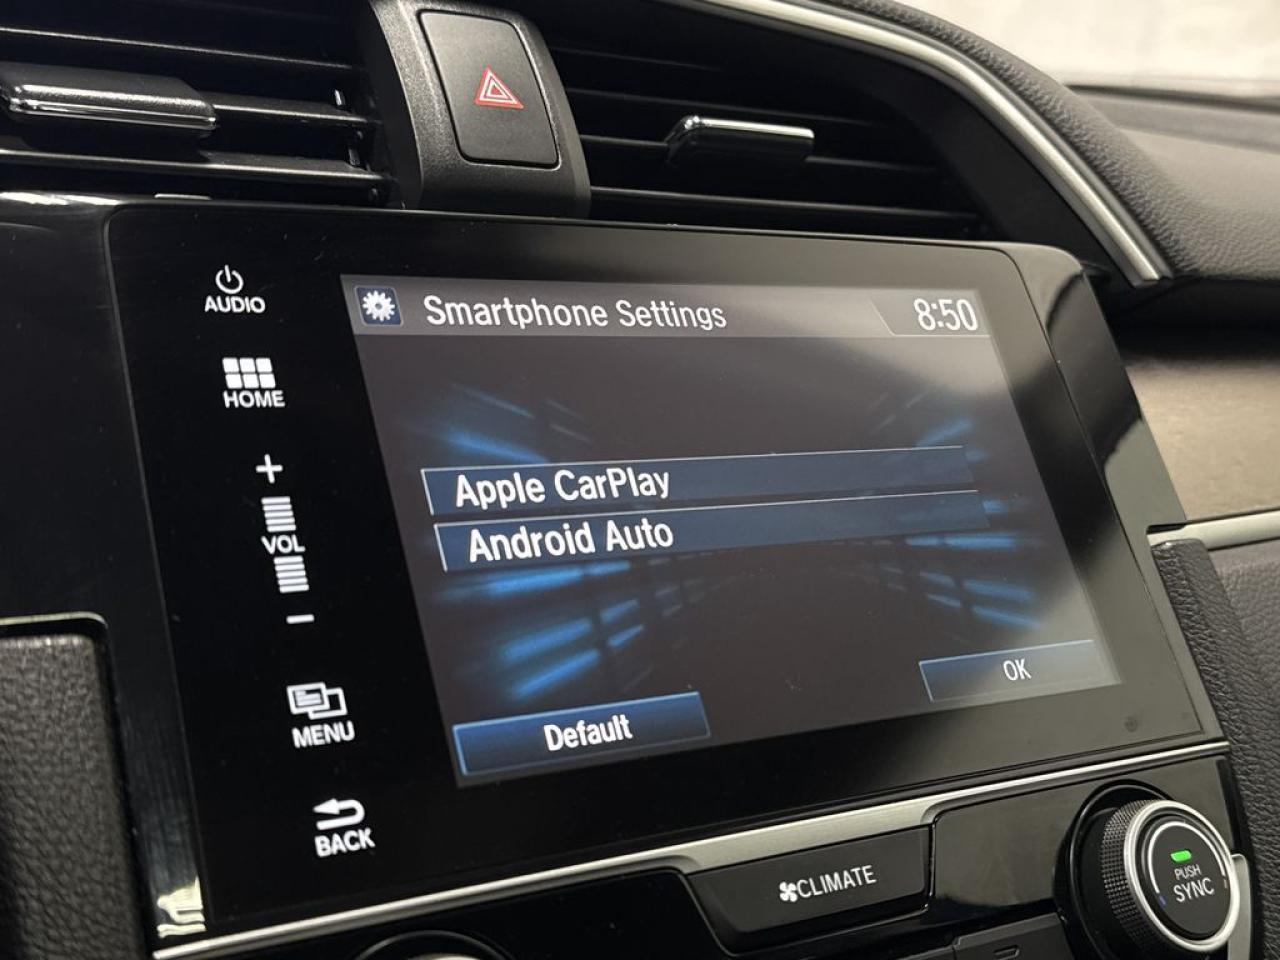 AUDIO
HOME
+
VOL
−
MENU
BACK
Smartphone Settings
8:50
Apple CarPlay
Android Auto
OK
Default
CLIMATE
PUSH
SYNC